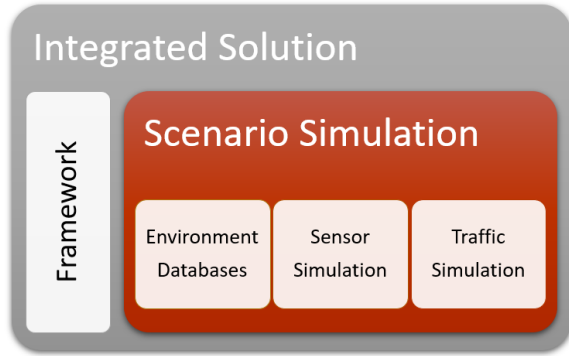 Integrated Solution
Framework
Scenario Simulation
Environment
Databases
Sensor
Simulation
Traffic
Simulation